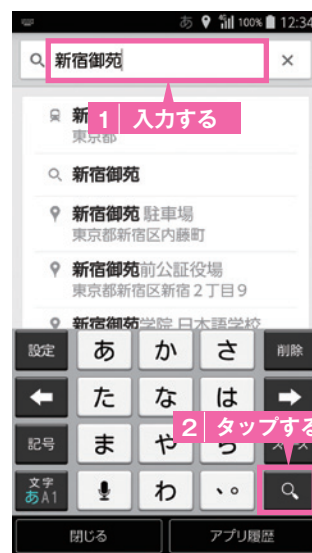 あ 100% 12:34
新宿御苑 ×
新
1 入力する
東京都
新宿御苑
新宿御苑 駐車場
東京都新宿区内藤町
新宿御苑前公証役場
東京都新宿区新宿2丁目9
新宿御苑学院 日本語学校
設定 あ か さ 削除
← た な は →
2 タップする
記号 ま や ら
文字 あA1 わ 、。
閉じる アプリ履歴